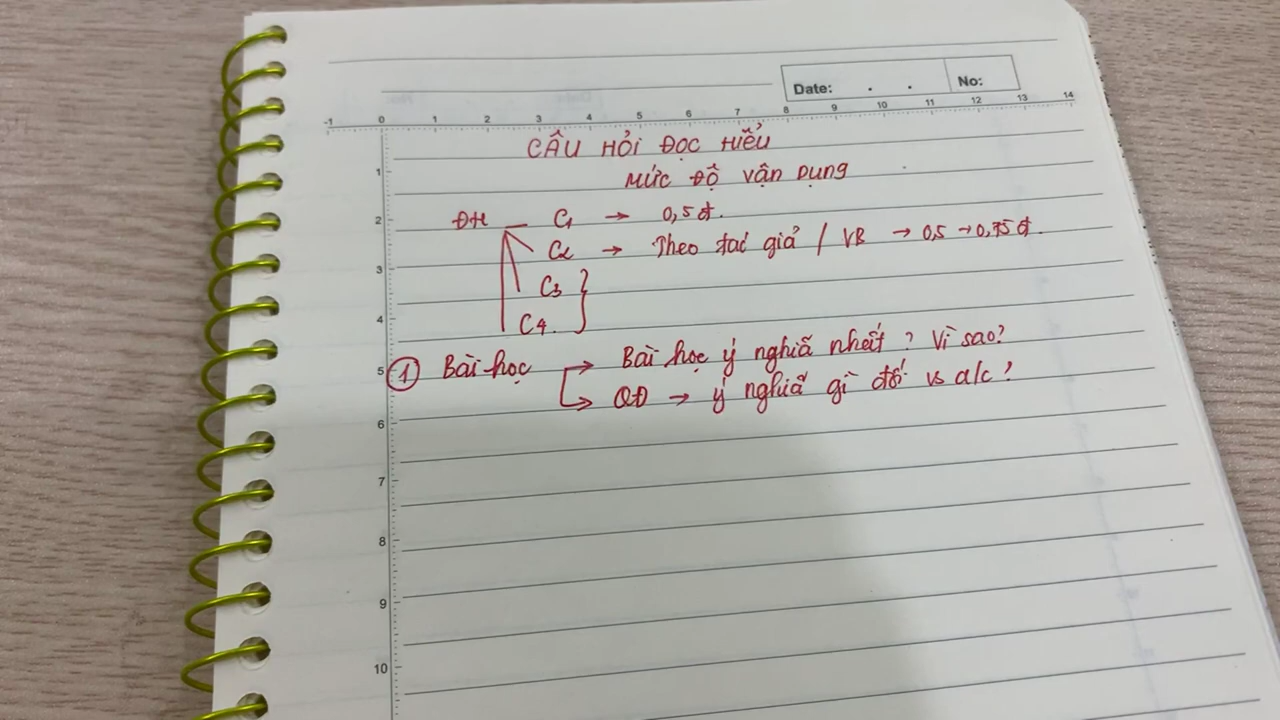 Date: . . No:
-1 0 1 2 3 4 5 6 7 8 9 10 11 12 13 14
CÂU HỎI ĐỌC HIỂU
MỨC ĐỘ VẬN DỤNG
ĐH C1 → 0,5 đ.
C2 → Theo tác giả / VB → 0,5 → 0,75 đ.
C3
C4.
① Bài học → Bài học ý nghĩa nhất? Vì sao?
→ QĐ → ý nghĩa gì đối vs a/c?
1
2
3
4
5
6
7
8
9
10